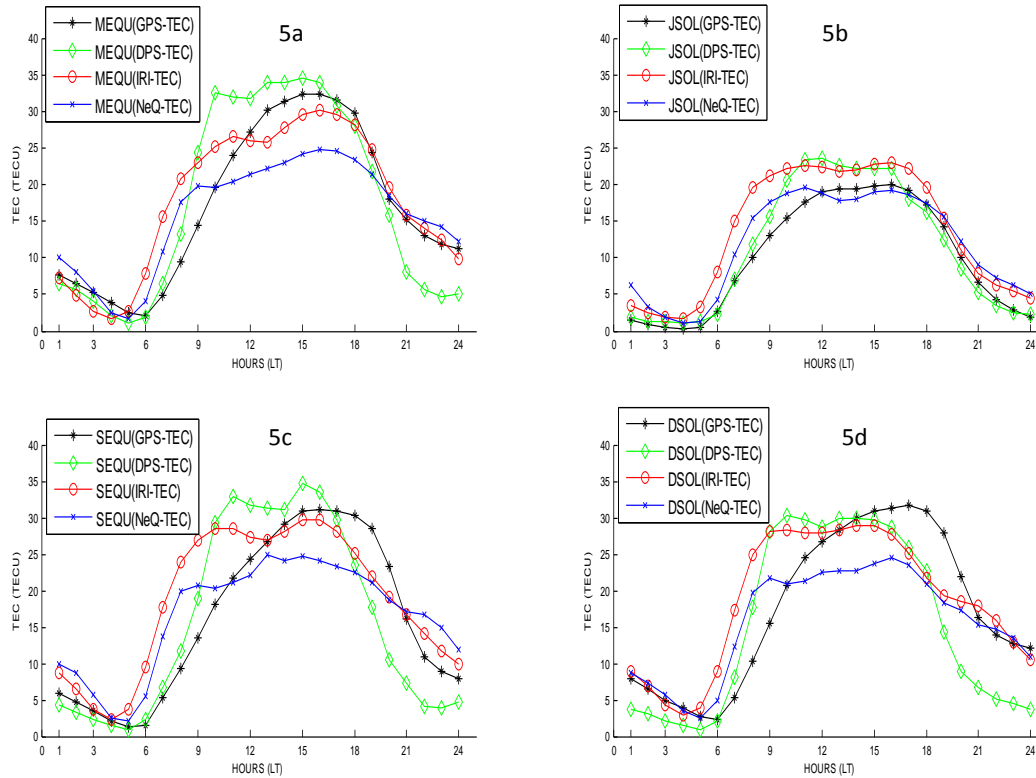 5a
MEQU(GPS-TEC)
MEQU(DPS-TEC)
MEQU(IRI-TEC)
MEQU(NeQ-TEC)
TEC (TECU)
40
35
30
25
20
15
10
5
0
0 1 3 6 9 12 15 18 21 24
HOURS (LT)
5b
JSOL(GPS-TEC)
JSOL(DPS-TEC)
JSOL(IRI-TEC)
JSOL(NeQ-TEC)
TEC (TECU)
40
35
30
25
20
15
10
5
0
0 1 3 6 9 12 15 18 21 24
HOURS (LT)
5c
SEQU(GPS-TEC)
SEQU(DPS-TEC)
SEQU(IRI-TEC)
SEQU(NeQ-TEC)
TEC (TECU)
40
35
30
25
20
15
10
5
0
0 1 3 6 9 12 15 18 21 24
HOURS (LT)
5d
DSOL(GPS-TEC)
DSOL(DPS-TEC)
DSOL(IRI-TEC)
DSOL(NeQ-TEC)
TEC (TECU)
40
35
30
25
20
15
10
5
0
0 1 3 6 9 12 15 18 21 24
HOURS (LT)